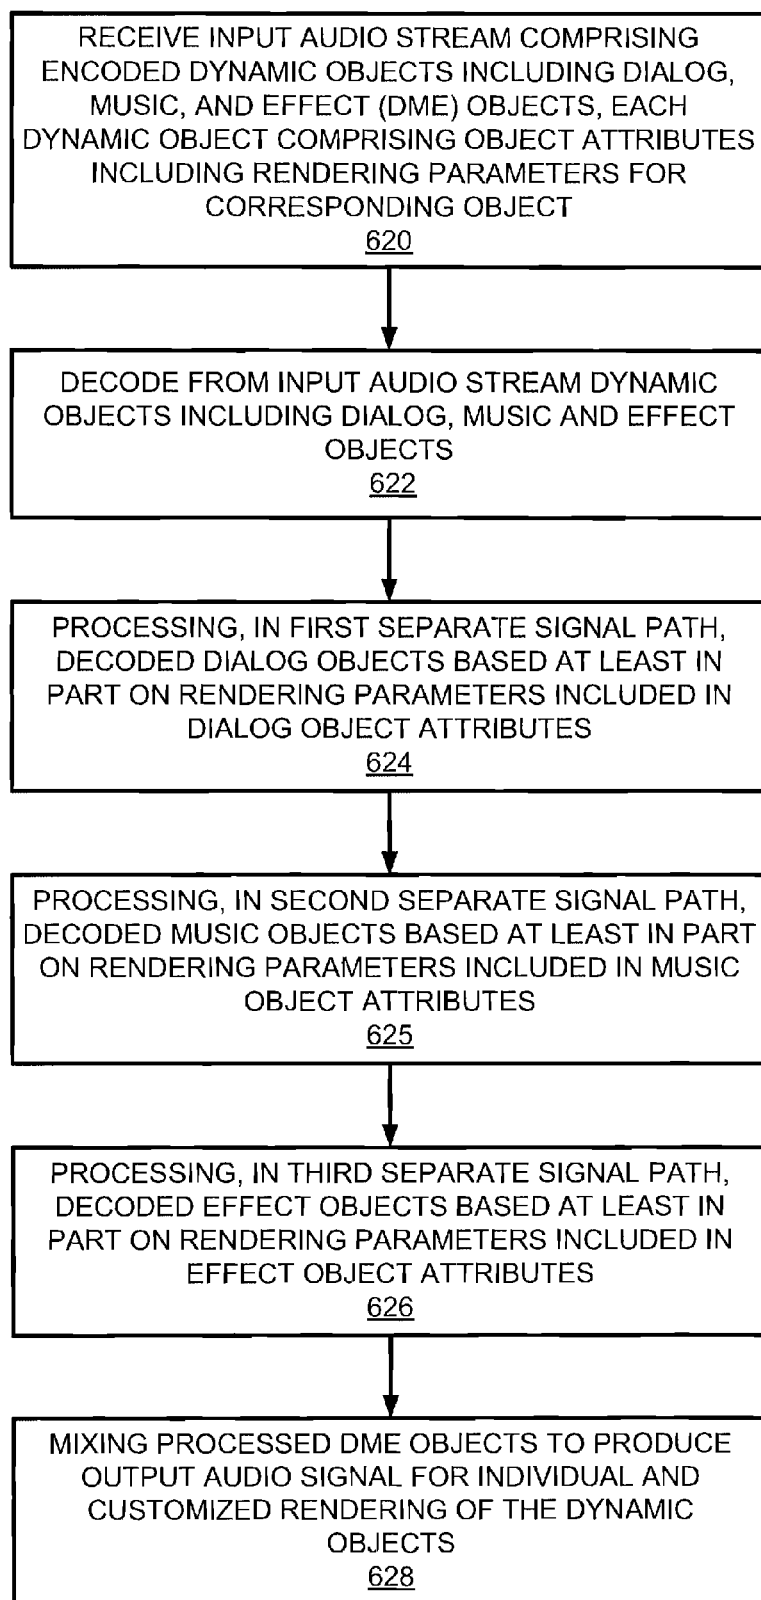 RECEIVE INPUT AUDIO STREAM COMPRISING
ENCODED DYNAMIC OBJECTS INCLUDING DIALOG,
MUSIC, AND EFFECT (DME) OBJECTS, EACH
DYNAMIC OBJECT COMPRISING OBJECT ATTRIBUTES
INCLUDING RENDERING PARAMETERS FOR
CORRESPONDING OBJECT
620
DECODE FROM INPUT AUDIO STREAM DYNAMIC
OBJECTS INCLUDING DIALOG, MUSIC AND EFFECT
OBJECTS
622
PROCESSING, IN FIRST SEPARATE SIGNAL PATH,
DECODED DIALOG OBJECTS BASED AT LEAST IN
PART ON RENDERING PARAMETERS INCLUDED IN
DIALOG OBJECT ATTRIBUTES
624
PROCESSING, IN SECOND SEPARATE SIGNAL PATH,
DECODED MUSIC OBJECTS BASED AT LEAST IN PART
ON RENDERING PARAMETERS INCLUDED IN MUSIC
OBJECT ATTRIBUTES
625
PROCESSING, IN THIRD SEPARATE SIGNAL PATH,
DECODED EFFECT OBJECTS BASED AT LEAST IN
PART ON RENDERING PARAMETERS INCLUDED IN
EFFECT OBJECT ATTRIBUTES
626
MIXING PROCESSED DME OBJECTS TO PRODUCE
OUTPUT AUDIO SIGNAL FOR INDIVIDUAL AND
CUSTOMIZED RENDERING OF THE DYNAMIC
OBJECTS
628